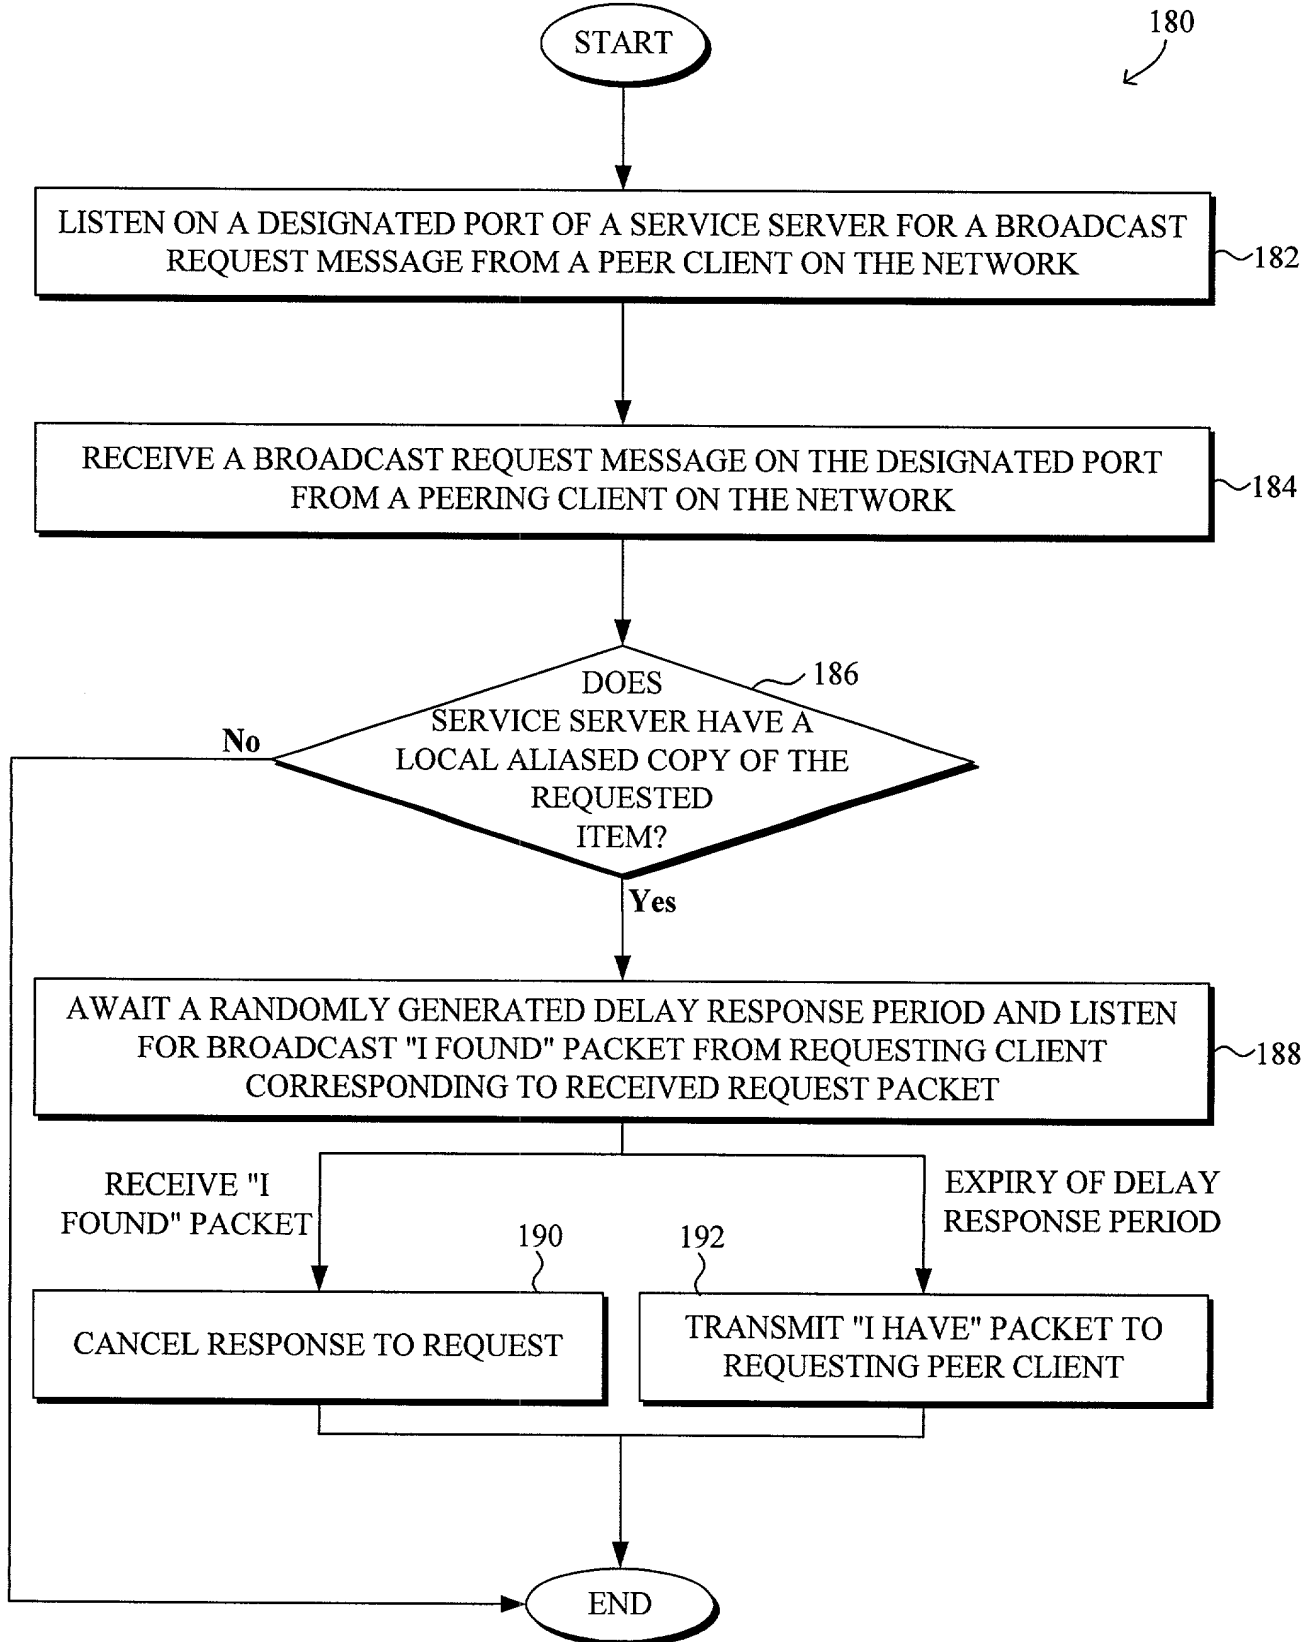 START
180
LISTEN ON A DESIGNATED PORT OF A SERVICE SERVER FOR A BROADCAST
REQUEST MESSAGE FROM A PEER CLIENT ON THE NETWORK
182
RECEIVE A BROADCAST REQUEST MESSAGE ON THE DESIGNATED PORT
FROM A PEERING CLIENT ON THE NETWORK
184
186
DOES
SERVICE SERVER HAVE A
LOCAL ALIASED COPY OF THE
REQUESTED
ITEM?
No
Yes
AWAIT A RANDOMLY GENERATED DELAY RESPONSE PERIOD AND LISTEN
FOR BROADCAST "I FOUND" PACKET FROM REQUESTING CLIENT
CORRESPONDING TO RECEIVED REQUEST PACKET
188
RECEIVE "I
FOUND" PACKET
EXPIRY OF DELAY
RESPONSE PERIOD
190
192
CANCEL RESPONSE TO REQUEST
TRANSMIT "I HAVE" PACKET TO
REQUESTING PEER CLIENT
END